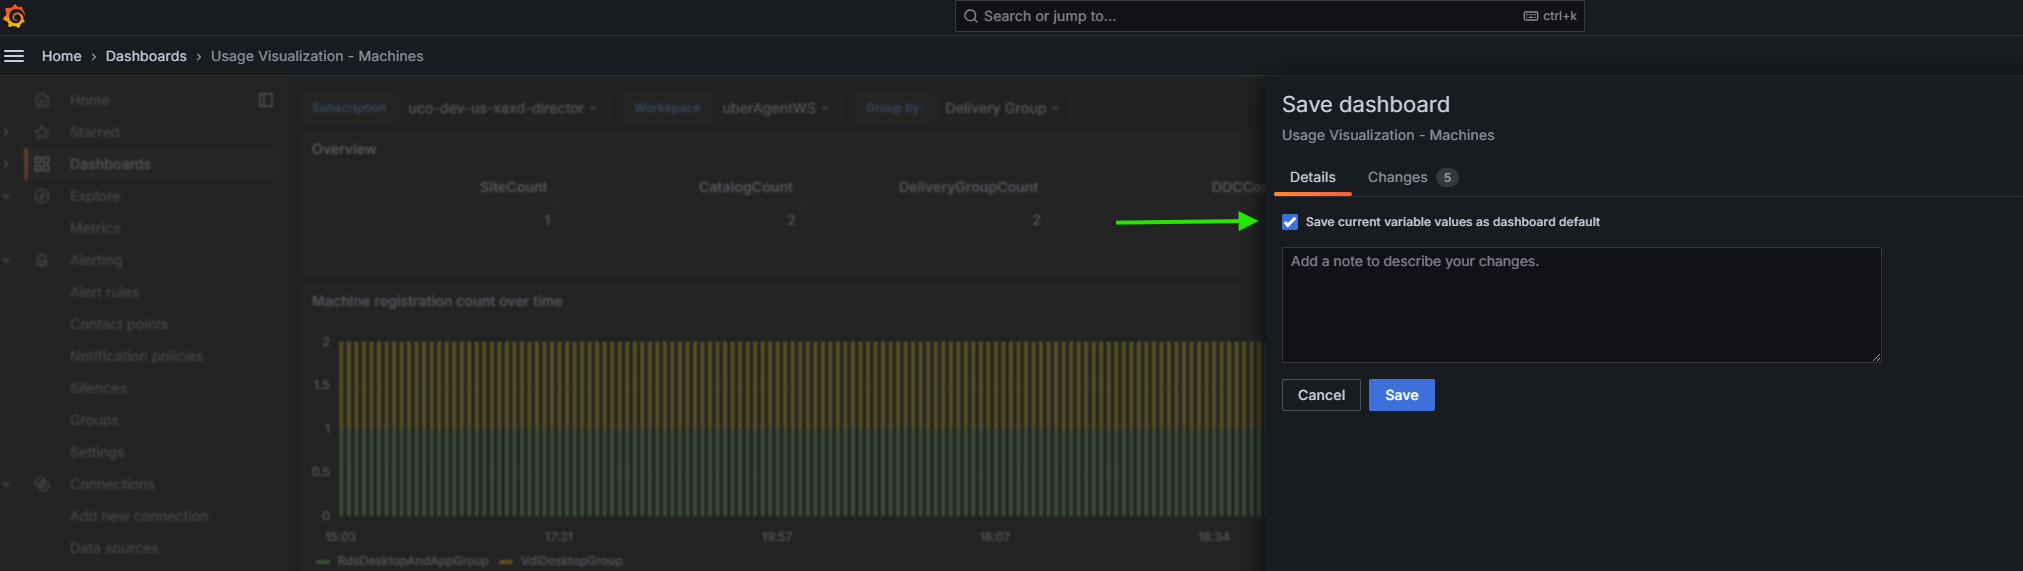 Search or jump to...
ctrl+k
Home › Dashboards › Usage Visualization - Machines
Home
Starred
Dashboards
Explore
Metrics
Alerting
Alert rules
Contact points
Notification policies
Silences
Groups
Settings
Connections
Add new connection
Data sources
Subscription uco-dev-us-xaxd-director Workspace uberAgentWS Group by: Delivery Group
Overview
SiteCount CatalogCount DeliveryGroupCount DDCCou
1 2 2
Machine registration count over time
2
1.5
1
0.5
0
15:03 17:31 19:57 16:07 18:34
RdsDesktopAndAppGroup VdiDesktopGroup
Save dashboard
Usage Visualization - Machines
Details Changes 5
Save current variable values as dashboard default
Add a note to describe your changes.
Cancel Save